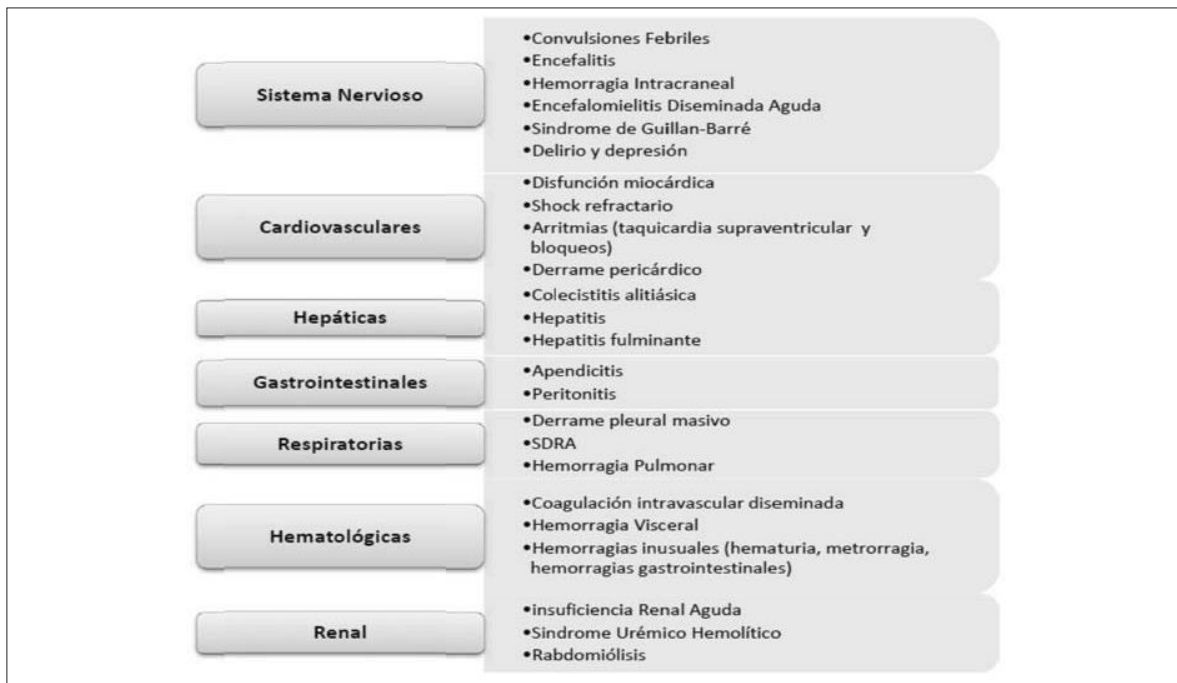 Sistema Nervioso
•Convulsiones Febriles
•Encefalitis
•Hemorragia Intracraneal
•Encefalomielitis Diseminada Aguda
•Sindrome de Guillan-Barré
•Delirio y depresión
Cardiovasculares
•Disfunción miocárdica
•Shock refractario
•Arritmias (taquicardia supraventricular y
bloqueos)
•Derrame pericárdico
Hepáticas
•Colecistitis alitiásica
•Hepatitis
•Hepatitis fulminante
Gastrointestinales
•Apendicitis
•Peritonitis
Respiratorias
•Derrame pleural masivo
•SDRA
•Hemorragia Pulmonar
Hematológicas
•Coagulación intravascular diseminada
•Hemorragia Visceral
•Hemorragias inusuales (hematuria, metrorragia,
hemorragias gastrointestinales)
Renal
•insuficiencia Renal Aguda
•Sindrome Urémico Hemolítico
•Rabdomiólisis